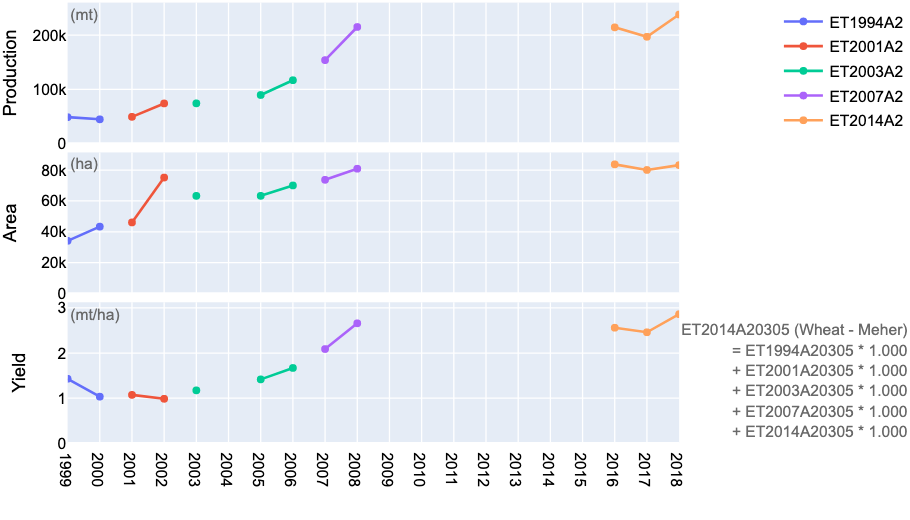 (mt)
Production
200k
100k
0
ET1994A2
ET2001A2
ET2003A2
ET2007A2
ET2014A2
(ha)
Area
80k
60k
40k
20k
0
(mt/ha)
Yield
3
2
1
0
ET2014A20305 (Wheat - Meher)
= ET1994A20305 * 1.000
+ ET2001A20305 * 1.000
+ ET2003A20305 * 1.000
+ ET2007A20305 * 1.000
+ ET2014A20305 * 1.000
1999
2000
2001
2002
2003
2004
2005
2006
2007
2008
2009
2010
2011
2012
2013
2014
2015
2016
2017
2018